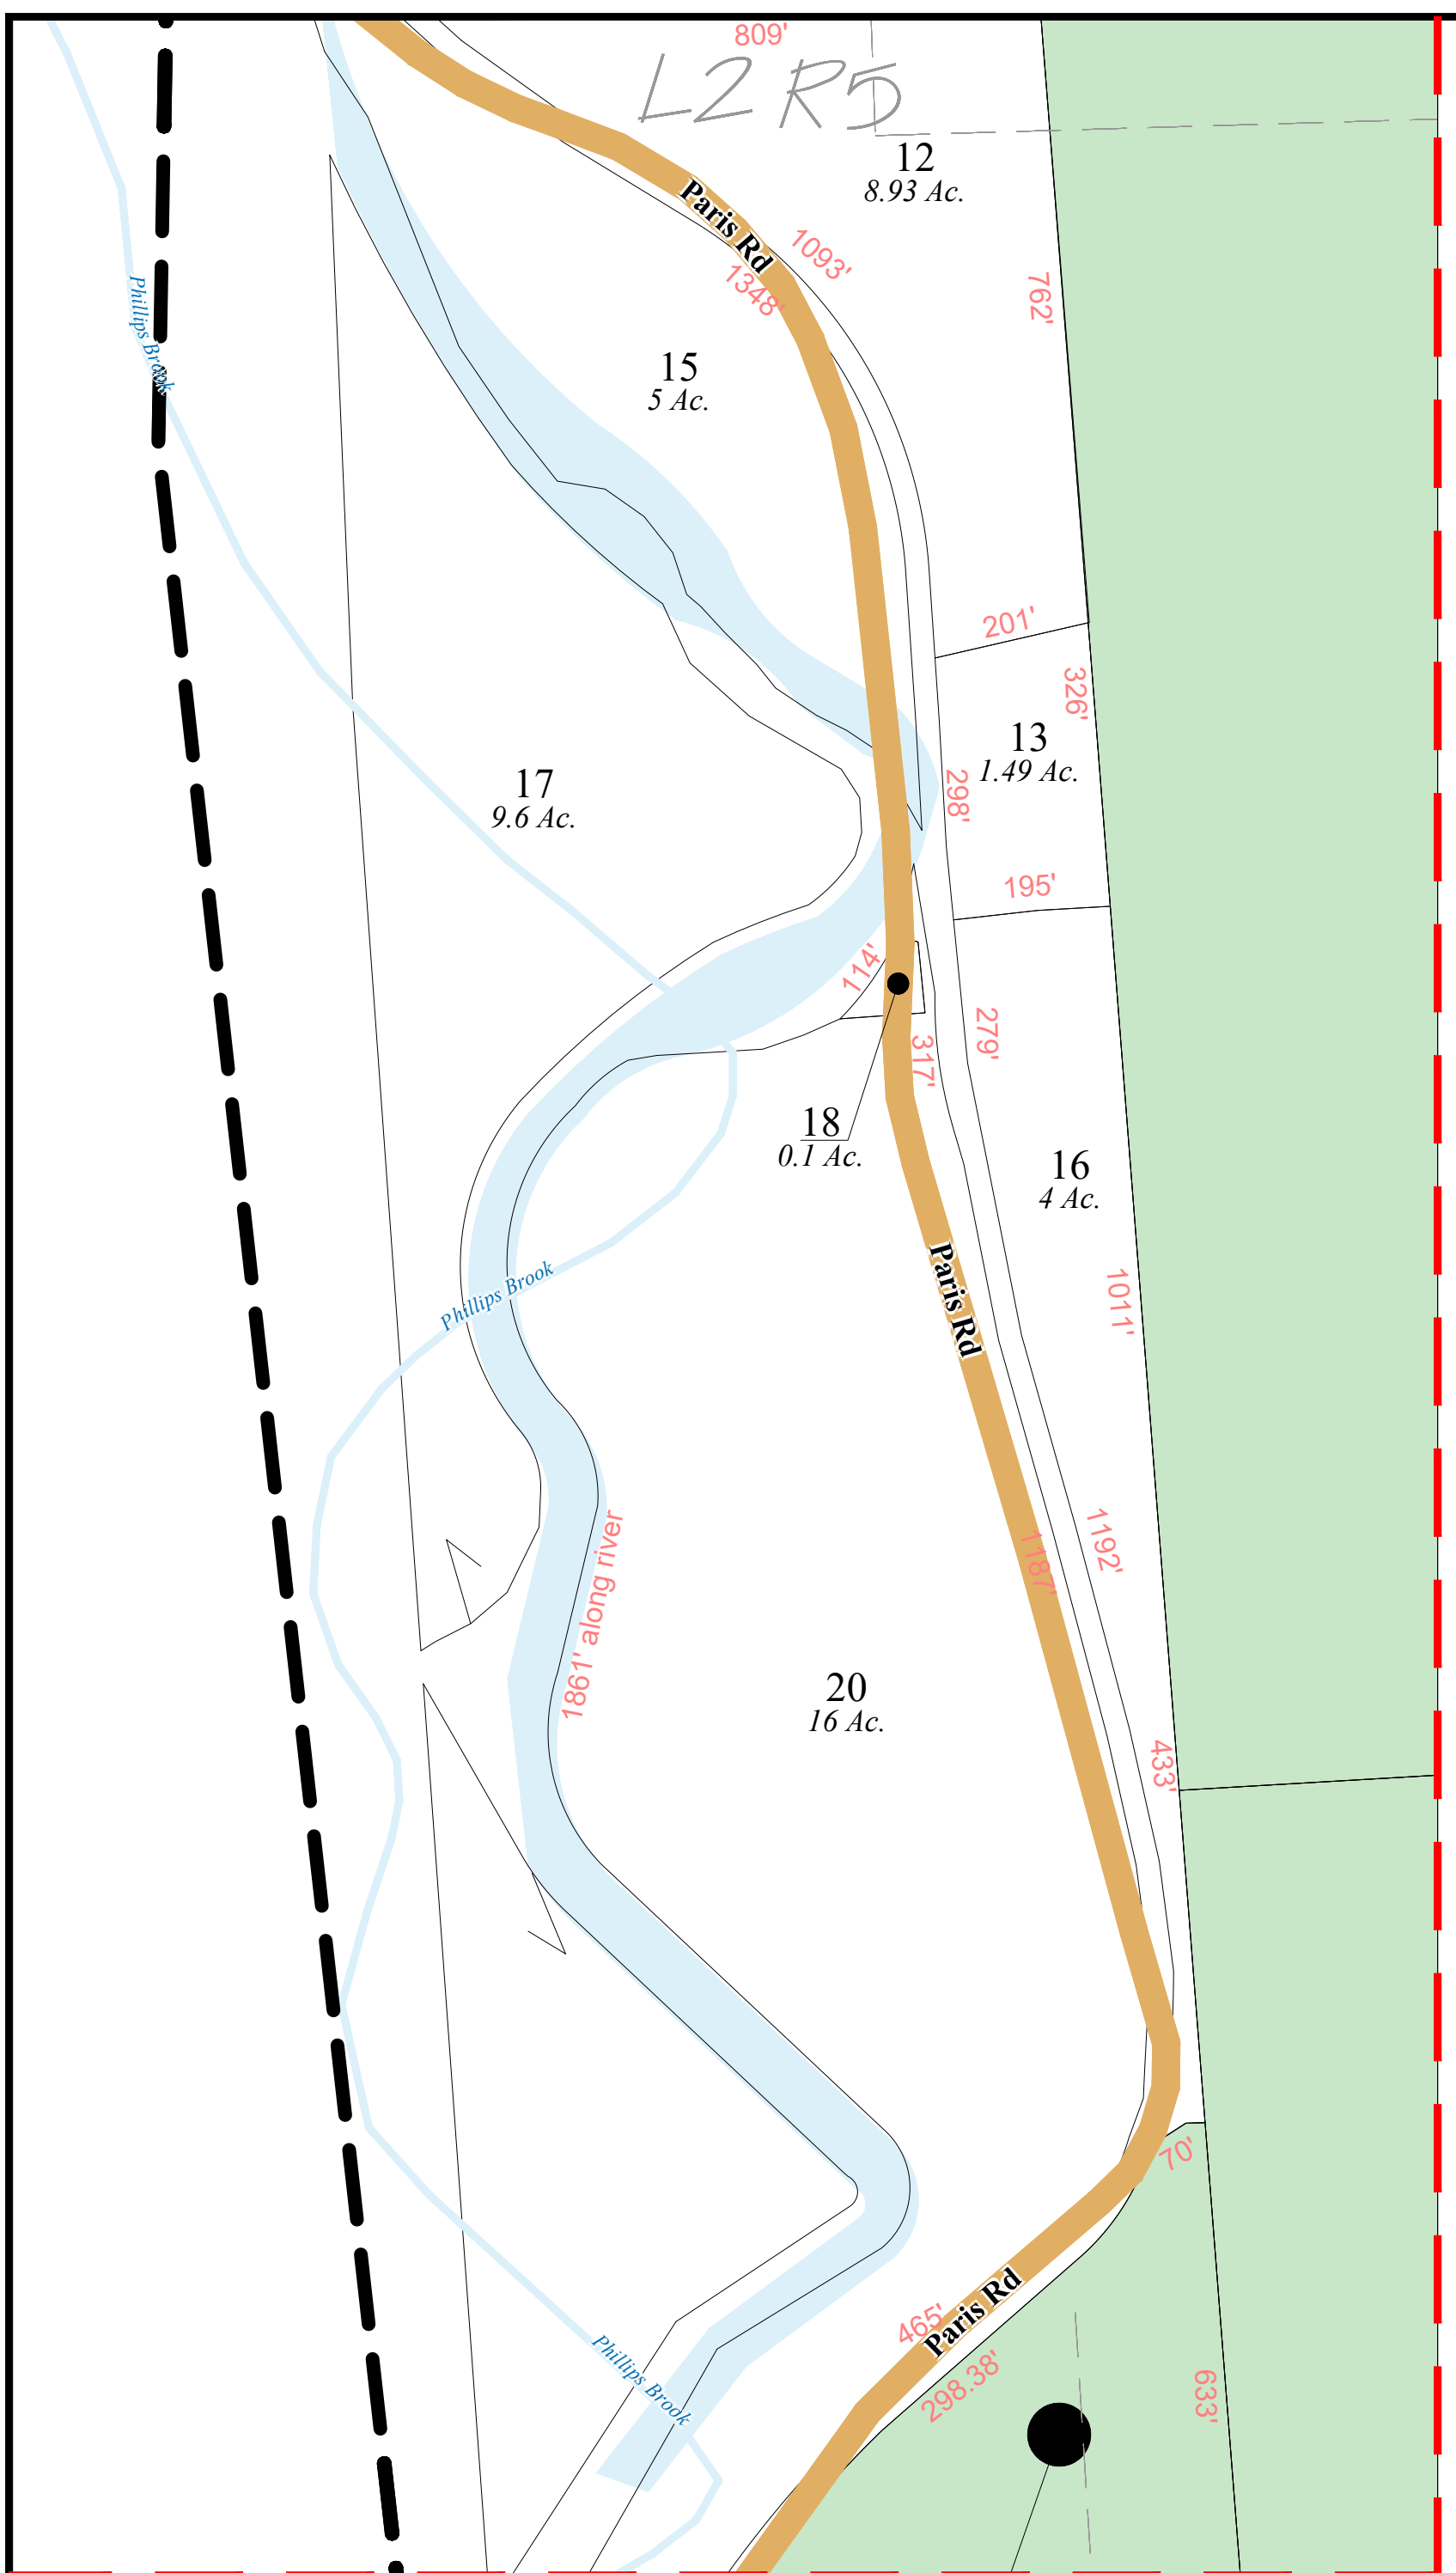 809'
L2 R5
12
8.93 Ac.
Paris Rd
1093'
1348'
762'
Phillips Brook
15
5 Ac.
201'
326'
13
1.49 Ac.
298'
17
9.6 Ac.
195'
114'
279'
317'
18
0.1 Ac.
16
4 Ac.
Paris Rd
Phillips Brook
1011'
1192'
1187'
1861' along river
20
16 Ac.
433'
70'
Paris Rd
465'
298.38'
633'
Phillips Brook